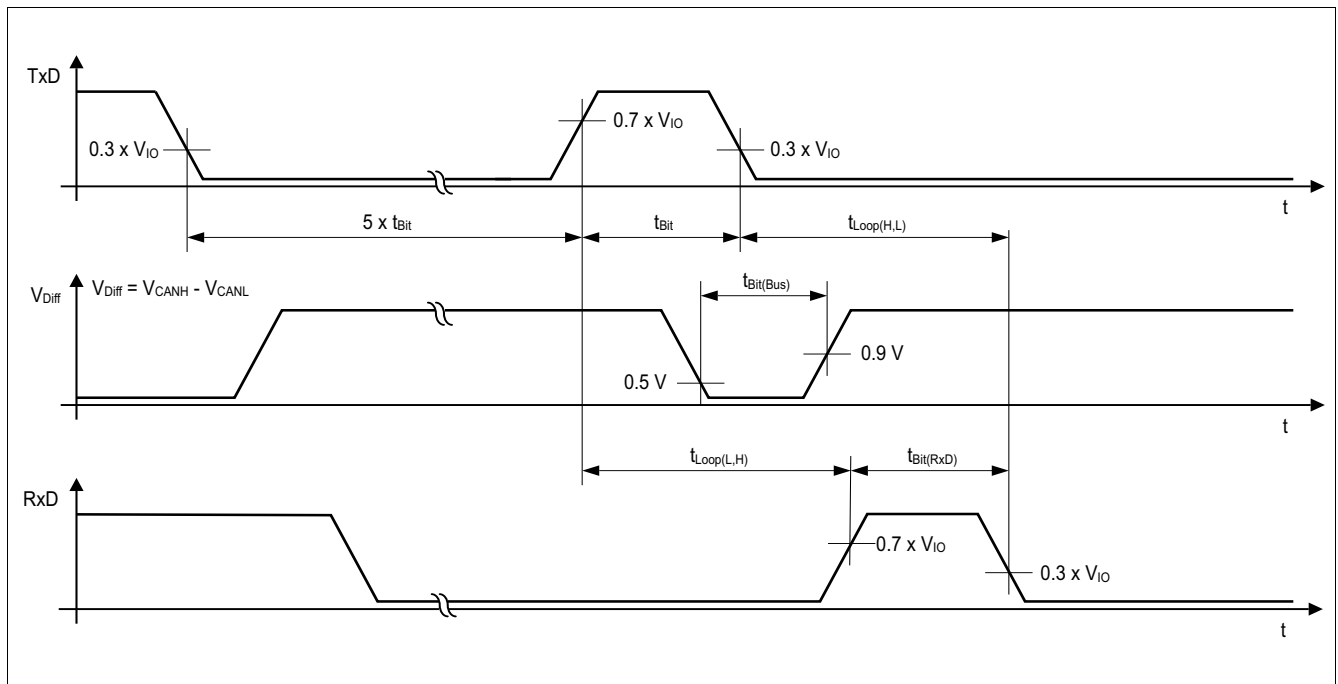 TxD
0.3 x VIO
0.7 x VIO
0.3 x VIO
t
5 x tBit
tBit
tLoop(H,L)
VDiff
VDiff = VCANH - VCANL
tBit(Bus)
0.9 V
0.5 V
t
tLoop(L,H)
tBit(RxD)
RxD
0.7 x VIO
0.3 x VIO
t